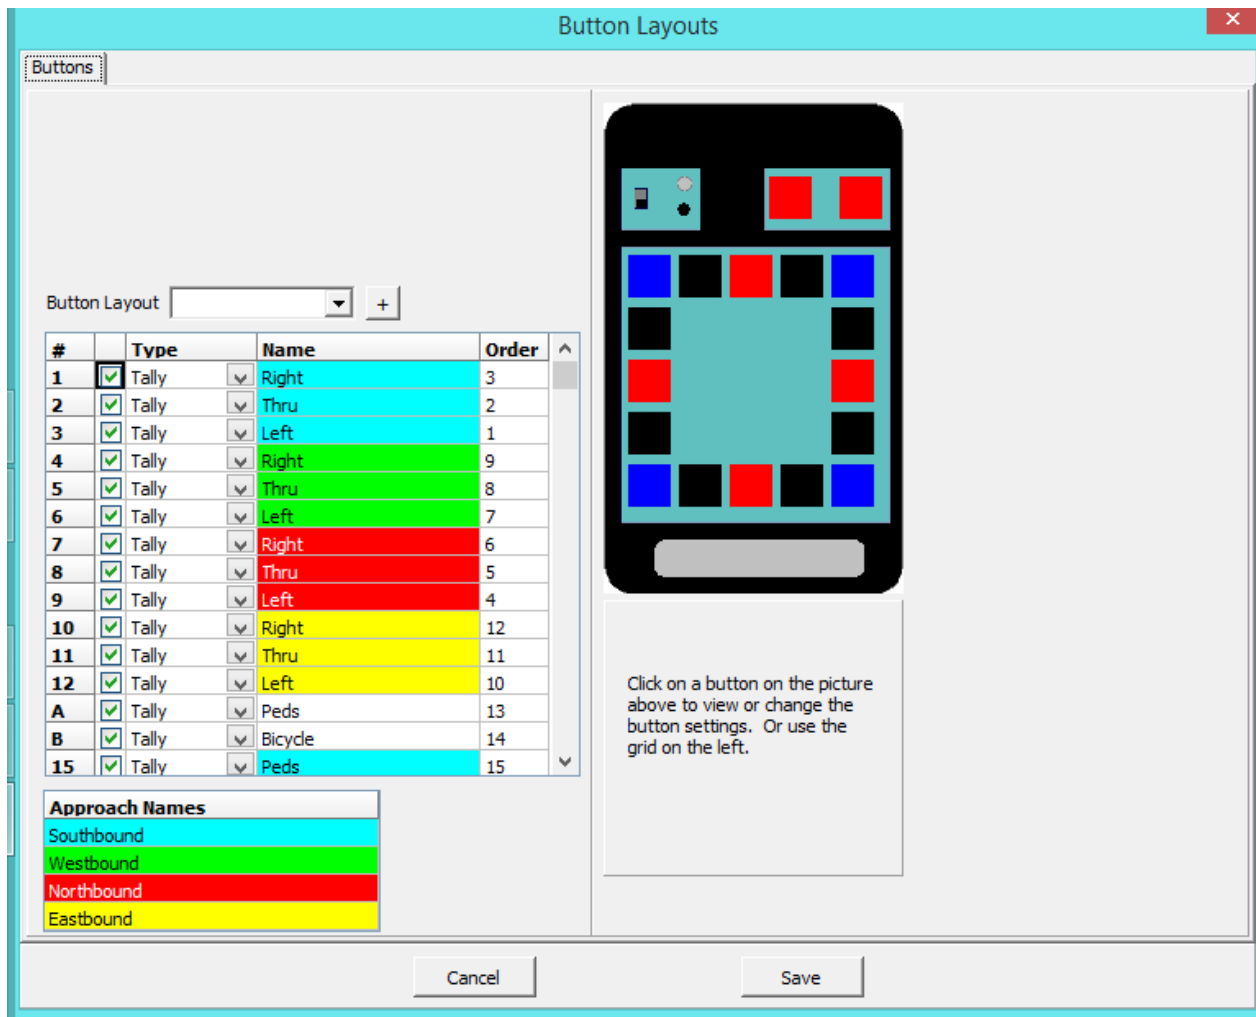 Button Layouts
Buttons
Button Layout +
# Type Name Order
1 Tally Right 3
2 Tally Thru 2
3 Tally Left 1
4 Tally Right 9
5 Tally Thru 8
6 Tally Left 7
7 Tally Right 6
8 Tally Thru 5
9 Tally Left 4
10 Tally Right 12
11 Tally Thru 11
12 Tally Left 10
A Tally Peds 13
B Tally Bicycle 14
15 Tally Peds 15
Approach Names
Southbound
Westbound
Northbound
Eastbound
Click on a button on the picture
above to view or change the
button settings. Or use the
grid on the left.
Cancel Save